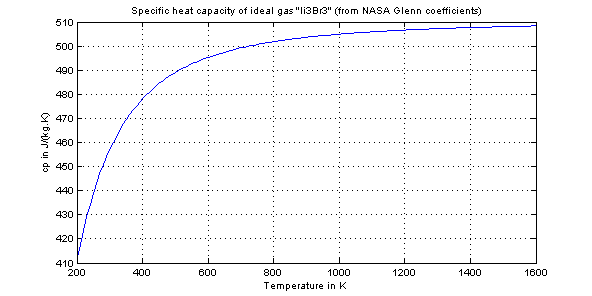 Specific heat capacity of ideal gas "li3Br3" (from NASA Glenn coefficients)
510
500
490
480
470
460
450
440
430
420
410
cp in J/(kg.K)
200 400 600 800 1000 1200 1400 1600
Temperature in K